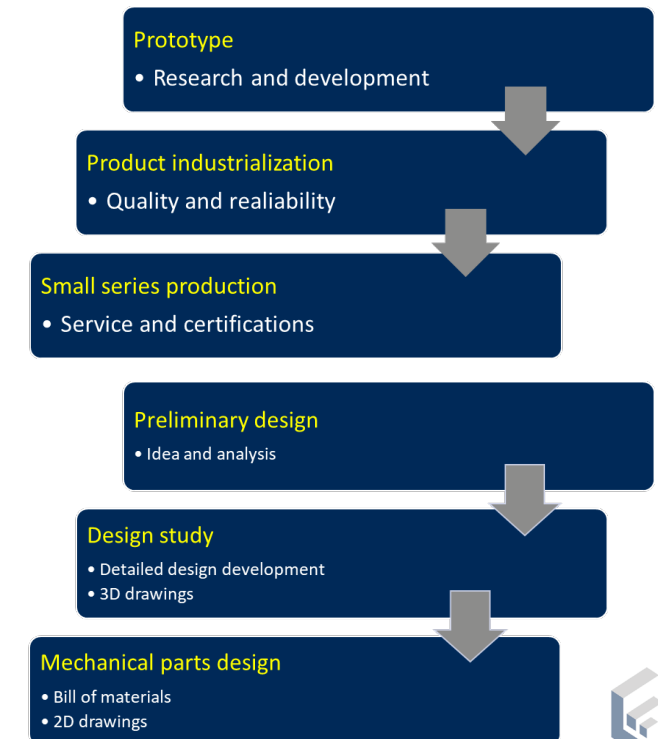 Prototype
• Research and development
Product industrialization
• Quality and realiability
Small series production
• Service and certifications
Preliminary design
• Idea and analysis
Design study
• Detailed design development
• 3D drawings
Mechanical parts design
• Bill of materials
• 2D drawings